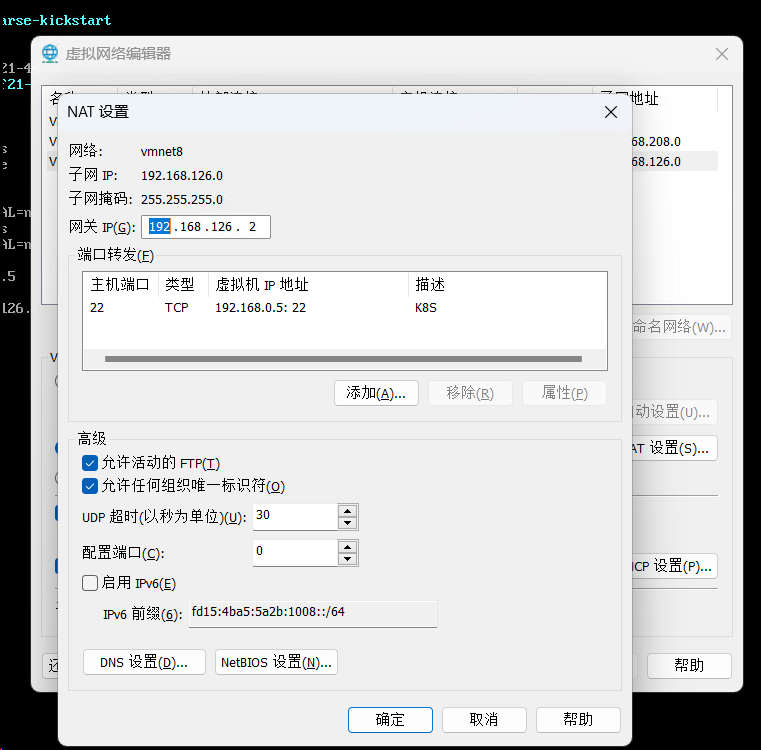 arse-kickstart
虚拟网络编辑器
NAT 设置
子网地址
网络: vmnet8
68.208.0
68.126.0
子网 IP: 192.168.126.0
子网掩码: 255.255.255.0
网关 IP(G): 192.168.126. 2
端口转发(F)
主机端口 类型 虚拟机 IP 地址 描述
22 TCP 192.168.0.5: 22 K8S
.5
126.
命名网络(W)...
添加(A)... 移除(R) 属性(P)
动设置(U)...
高级
AT 设置(S)...
允许活动的 FTP(T)
允许任何组织唯一标识符(O)
UDP 超时(以秒为单位)(U): 30
配置端口(C): 0
HCP 设置(P)...
启用 IPv6(E)
IPv6 前缀(6): fd15:4ba5:5a2b:1008::/64
DNS 设置(D)... NetBIOS 设置(N)...
还
帮助
确定 取消 帮助